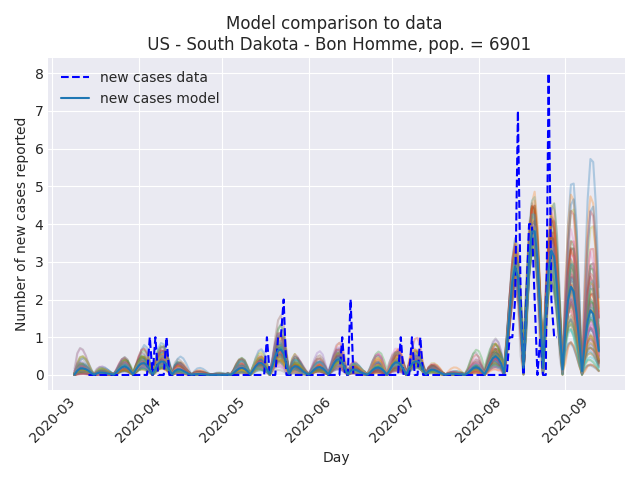 Model comparison to data
US - South Dakota - Bon Homme, pop. = 6901
new cases data
new cases model
Number of new cases reported
8
7
6
5
4
3
2
1
0
2020-03
2020-04
2020-05
2020-06
2020-07
2020-08
2020-09
Day